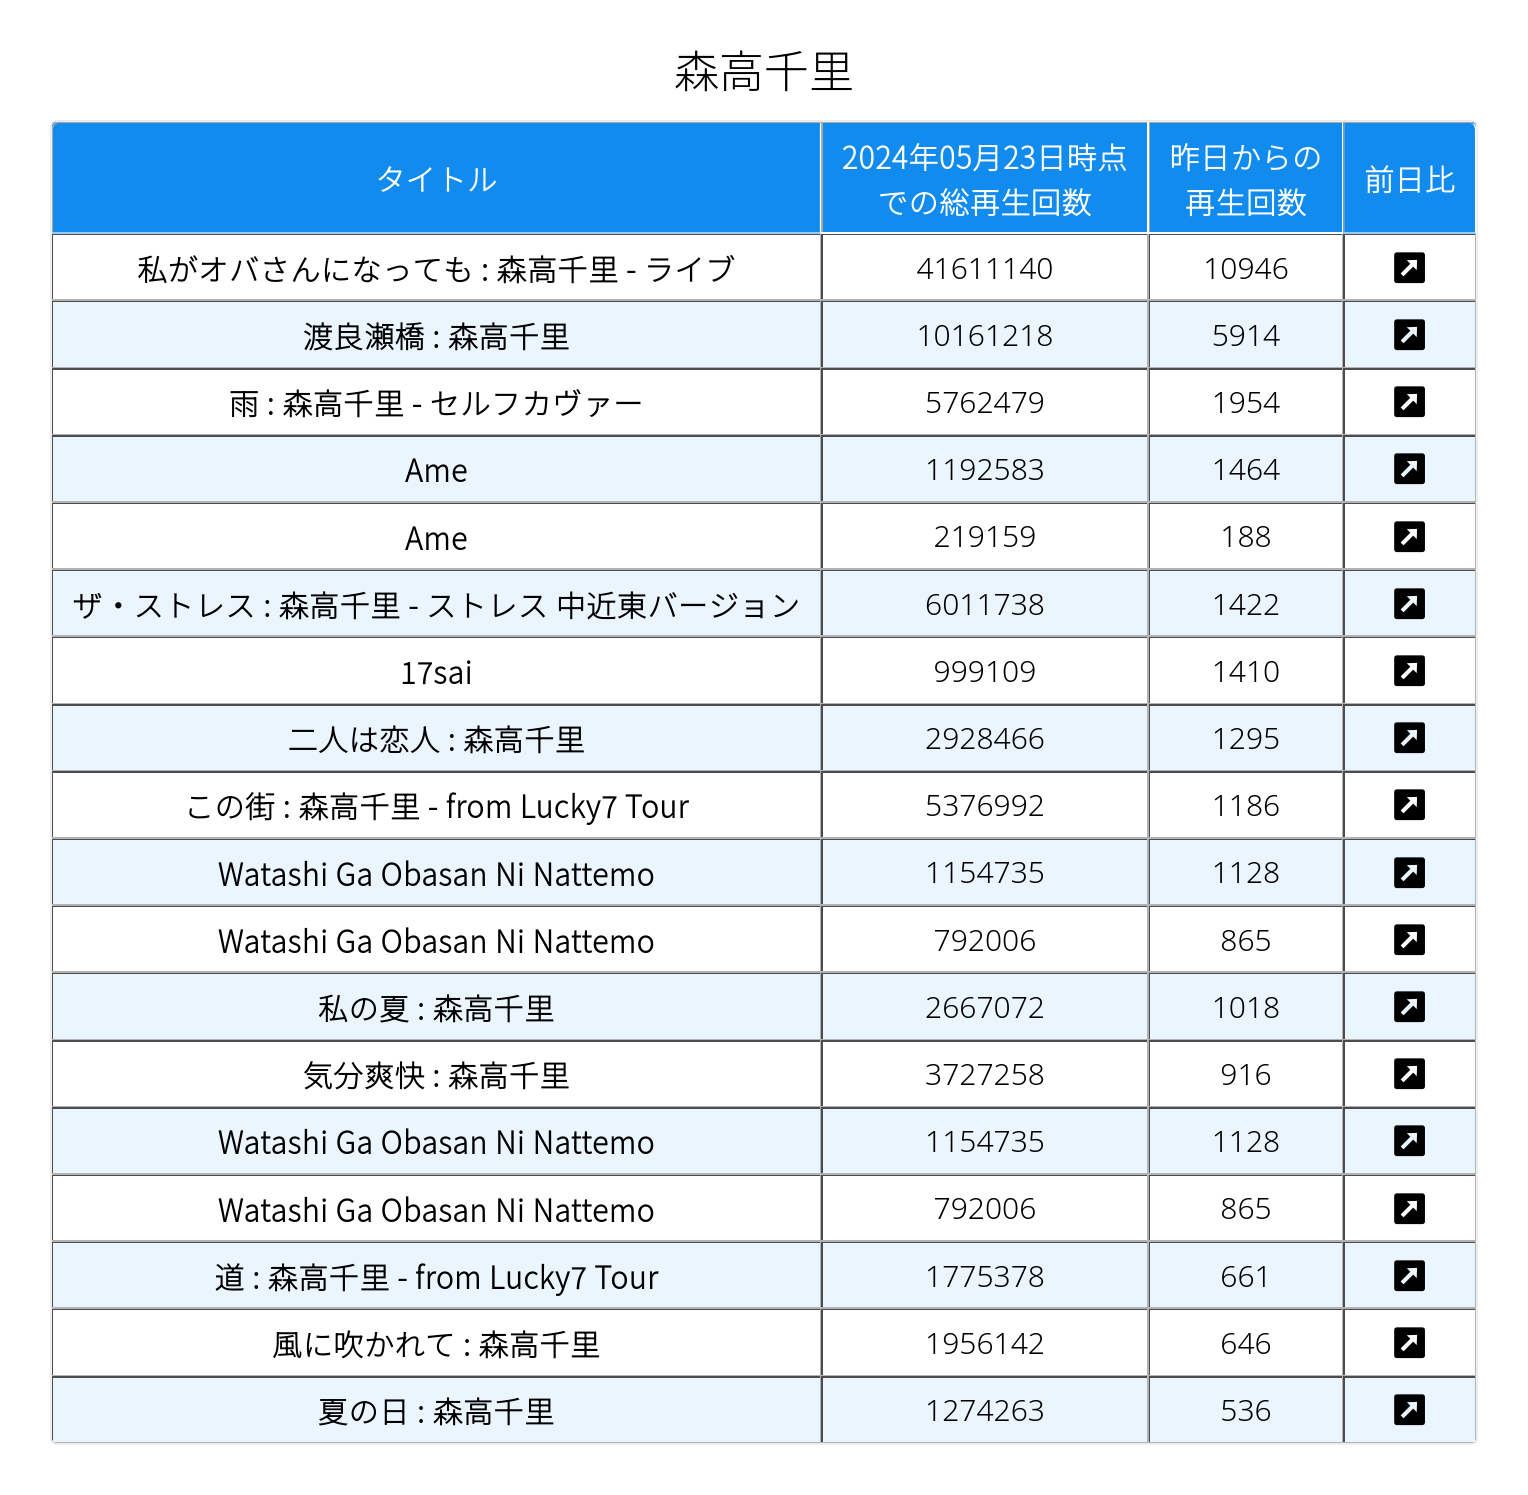 森高千里
タイトル
2024年05月23日時点
での総再生回数
昨日からの
再生回数
前日比
私がオバさんになっても : 森高千里 - ライブ 41611140 10946
渡良瀬橋 : 森高千里 10161218 5914
雨 : 森高千里 - セルフカヴァー 5762479 1954
Ame 1192583 1464
Ame 219159 188
ザ・ストレス : 森高千里 - ストレス 中近東バージョン 6011738 1422
17sai 999109 1410
二人は恋人 : 森高千里 2928466 1295
この街 : 森高千里 - from Lucky7 Tour 5376992 1186
Watashi Ga Obasan Ni Nattemo 1154735 1128
Watashi Ga Obasan Ni Nattemo 792006 865
私の夏 : 森高千里 2667072 1018
気分爽快 : 森高千里 3727258 916
Watashi Ga Obasan Ni Nattemo 1154735 1128
Watashi Ga Obasan Ni Nattemo 792006 865
道 : 森高千里 - from Lucky7 Tour 1775378 661
風に吹かれて : 森高千里 1956142 646
夏の日 : 森高千里 1274263 536